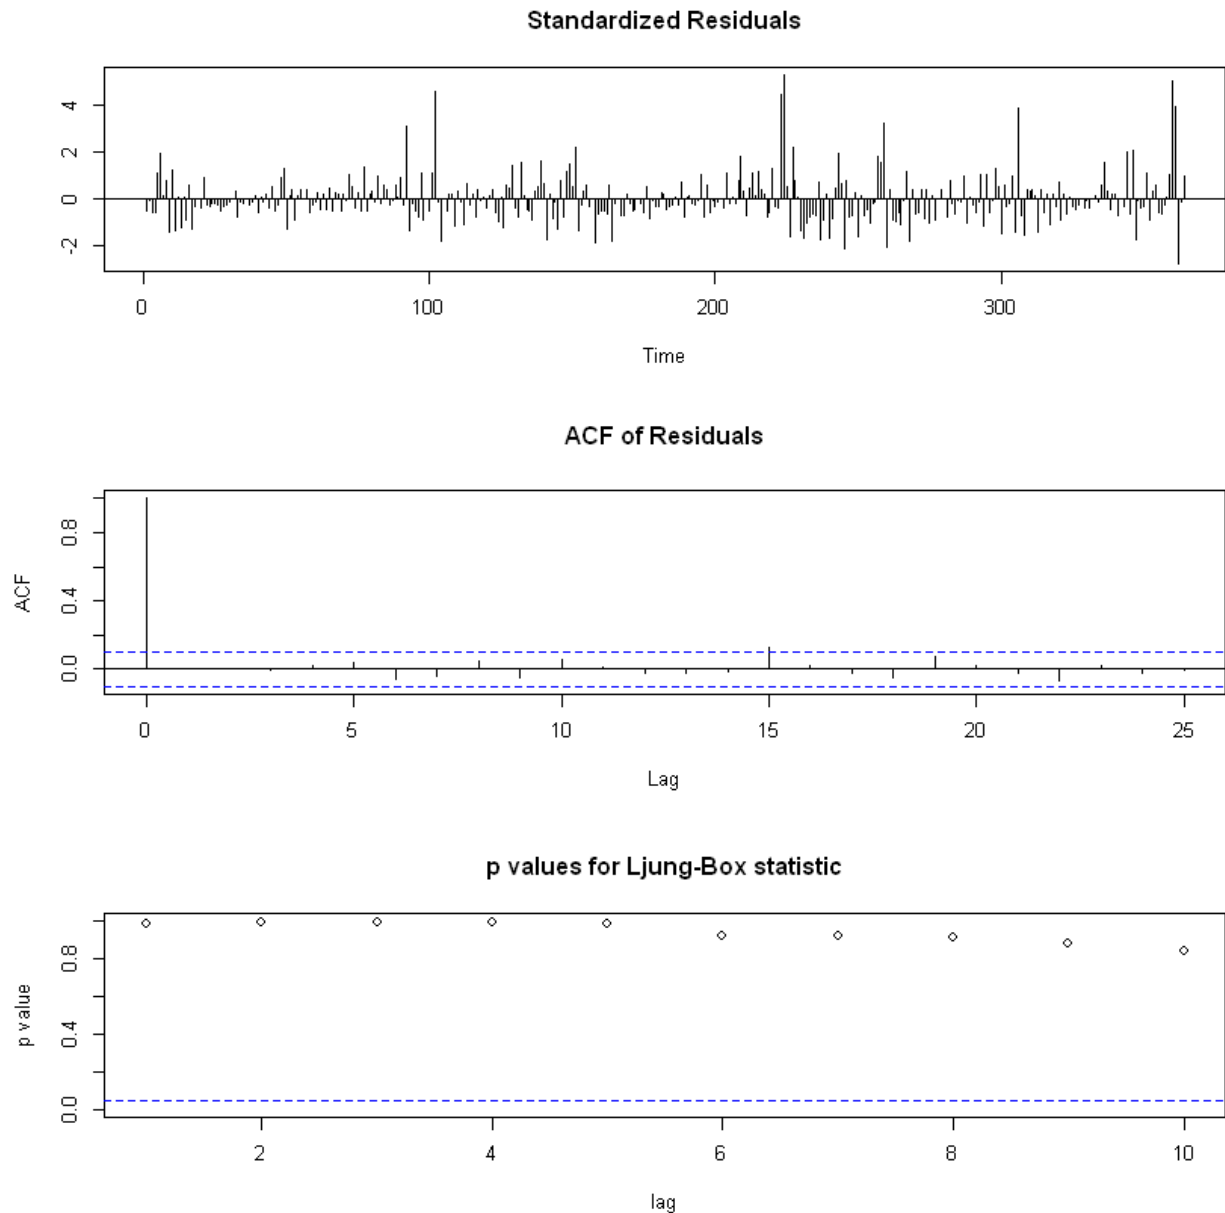 Standardized Residuals
4
2
0
-2
0 100 200 300
Time
ACF of Residuals
ACF
0.8
0.4
0.0
0 5 10 15 20 25
Lag
p values for Ljung-Box statistic
p value
0.8
0.4
0.0
2 4 6 8 10
lag